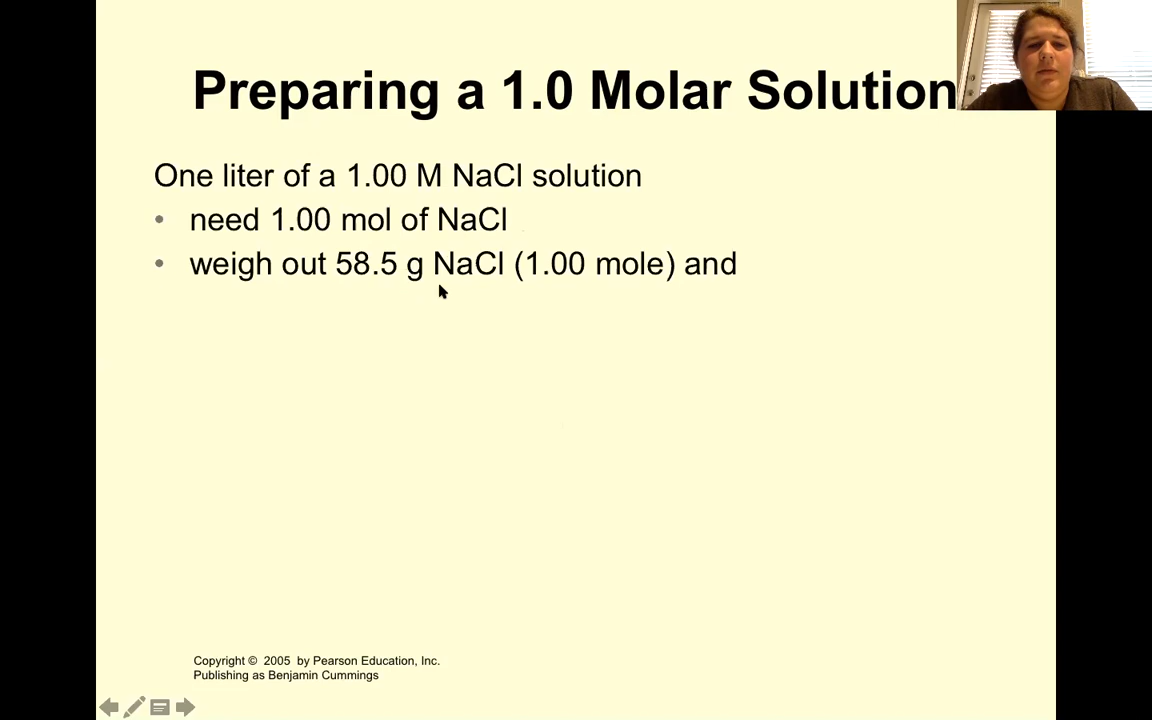 Preparing a 1.0 Molar Solution
One liter of a 1.00 M NaCl solution
• need 1.00 mol of NaCl
• weigh out 58.5 g NaCl (1.00 mole) and
Copyright © 2005 by Pearson Education, Inc.
Publishing as Benjamin Cummings